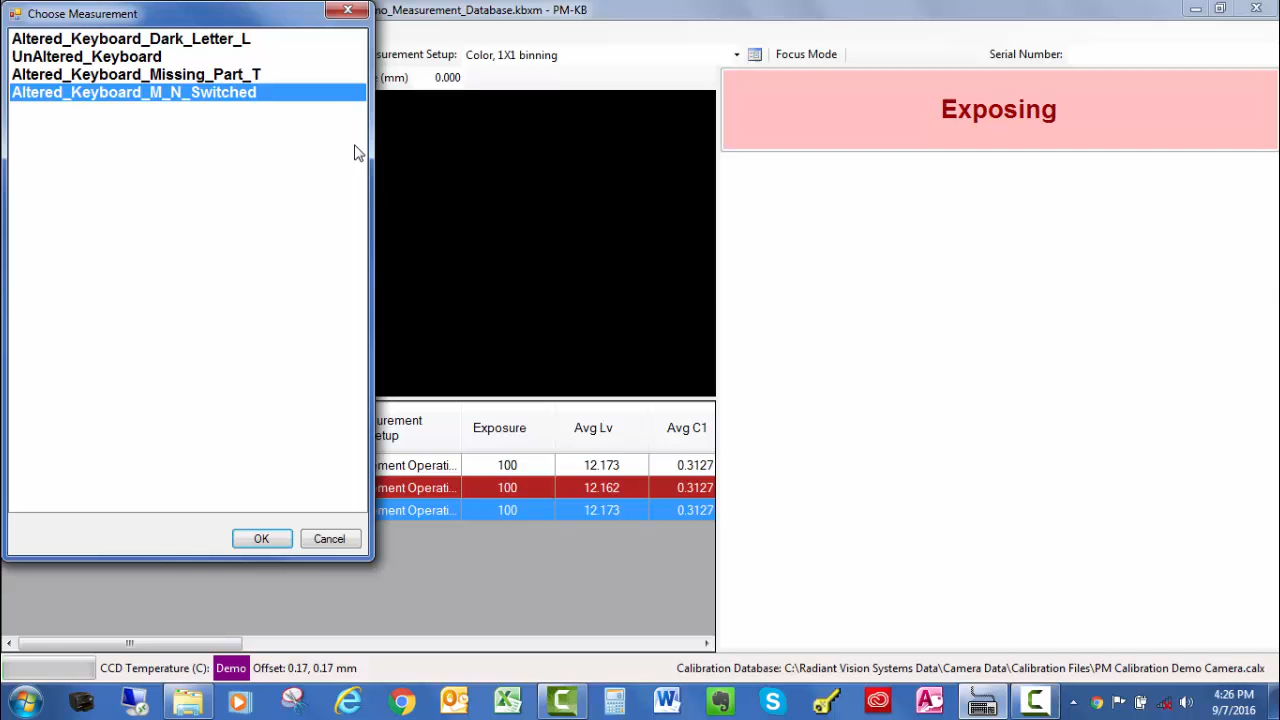 Choose Measurement
mo_Measurement_Database.kbxm - PM-KB
Altered_Keyboard_Dark_Letter_L
UnAltered_Keyboard
Altered_Keyboard_Missing_Part_T
Altered_Keyboard_M_N_Switched
surement Setup: Color, 1X1 binning
Focus Mode
Serial Number:
(mm) 0.000
Exposing
urement
etup
Exposure
Avg Lv
Avg C1
ment Operati... 100 12.173 0.3127
ment Operati... 100 12.162 0.3127
ment Operati... 100 12.173 0.3127
OK
Cancel
CCD Temperature (C): Demo Offset: 0.17, 0.17 mm
Calibration Database: C:\Radiant Vision Systems Data\Camera Data\Calibration Files\PM Calibration Demo Camera.calx
4:26 PM
9/7/2016